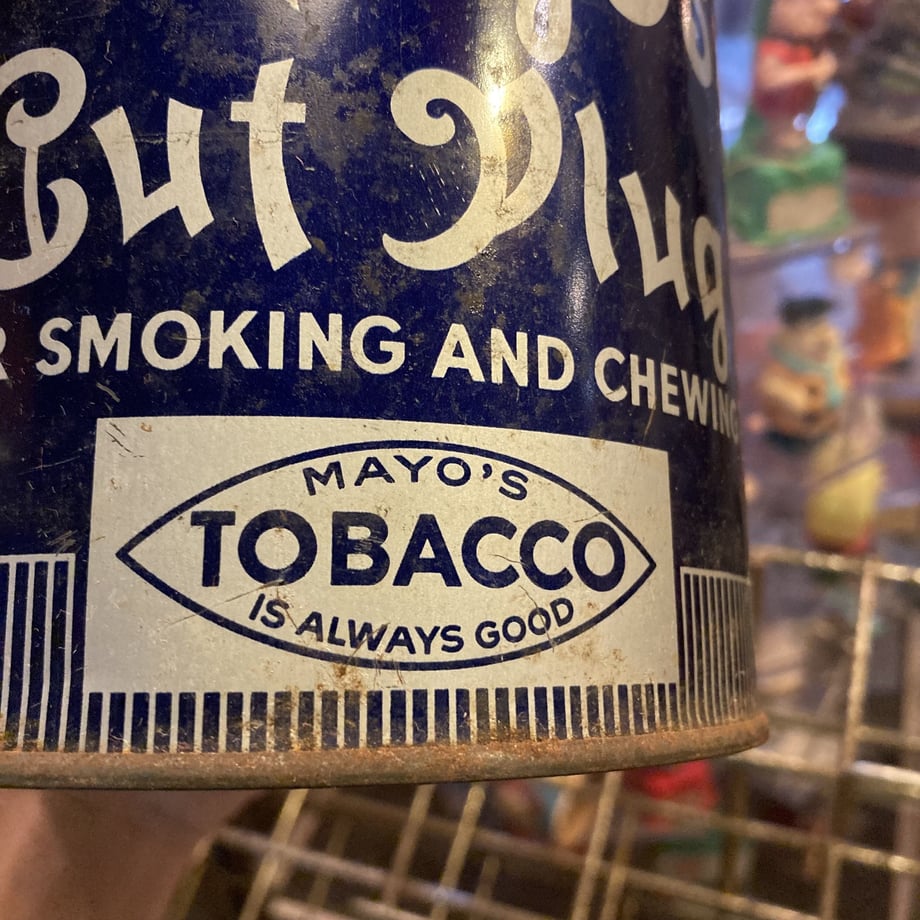 Cut Plug
SMOKING AND CHEWING
MAYO'S
TOBACCO
IS ALWAYS GOOD